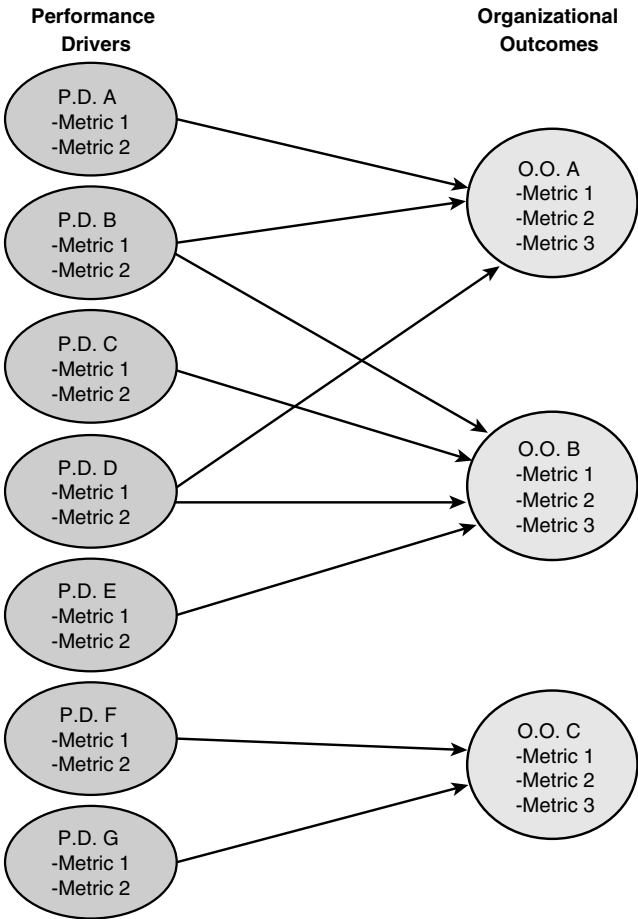 Performance
Drivers
Organizational
Outcomes
P.D. A
-Metric 1
-Metric 2
P.D. B
-Metric 1
-Metric 2
P.D. C
-Metric 1
-Metric 2
P.D. D
-Metric 1
-Metric 2
P.D. E
-Metric 1
-Metric 2
P.D. F
-Metric 1
-Metric 2
P.D. G
-Metric 1
-Metric 2
O.O. A
-Metric 1
-Metric 2
-Metric 3
O.O. B
-Metric 1
-Metric 2
-Metric 3
O.O. C
-Metric 1
-Metric 2
-Metric 3